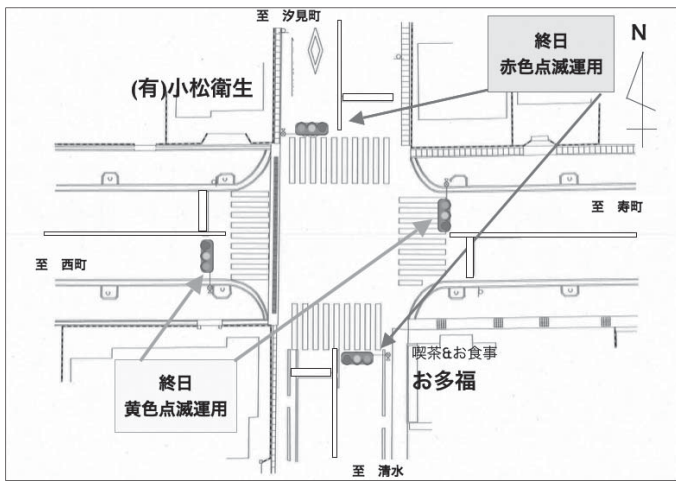 至 汐見町
終日
赤色点滅運用
N
(有)小松衛生
至 寿町
至 西町
喫茶&お食事
お多福
終日
黄色点滅運用
至 清水